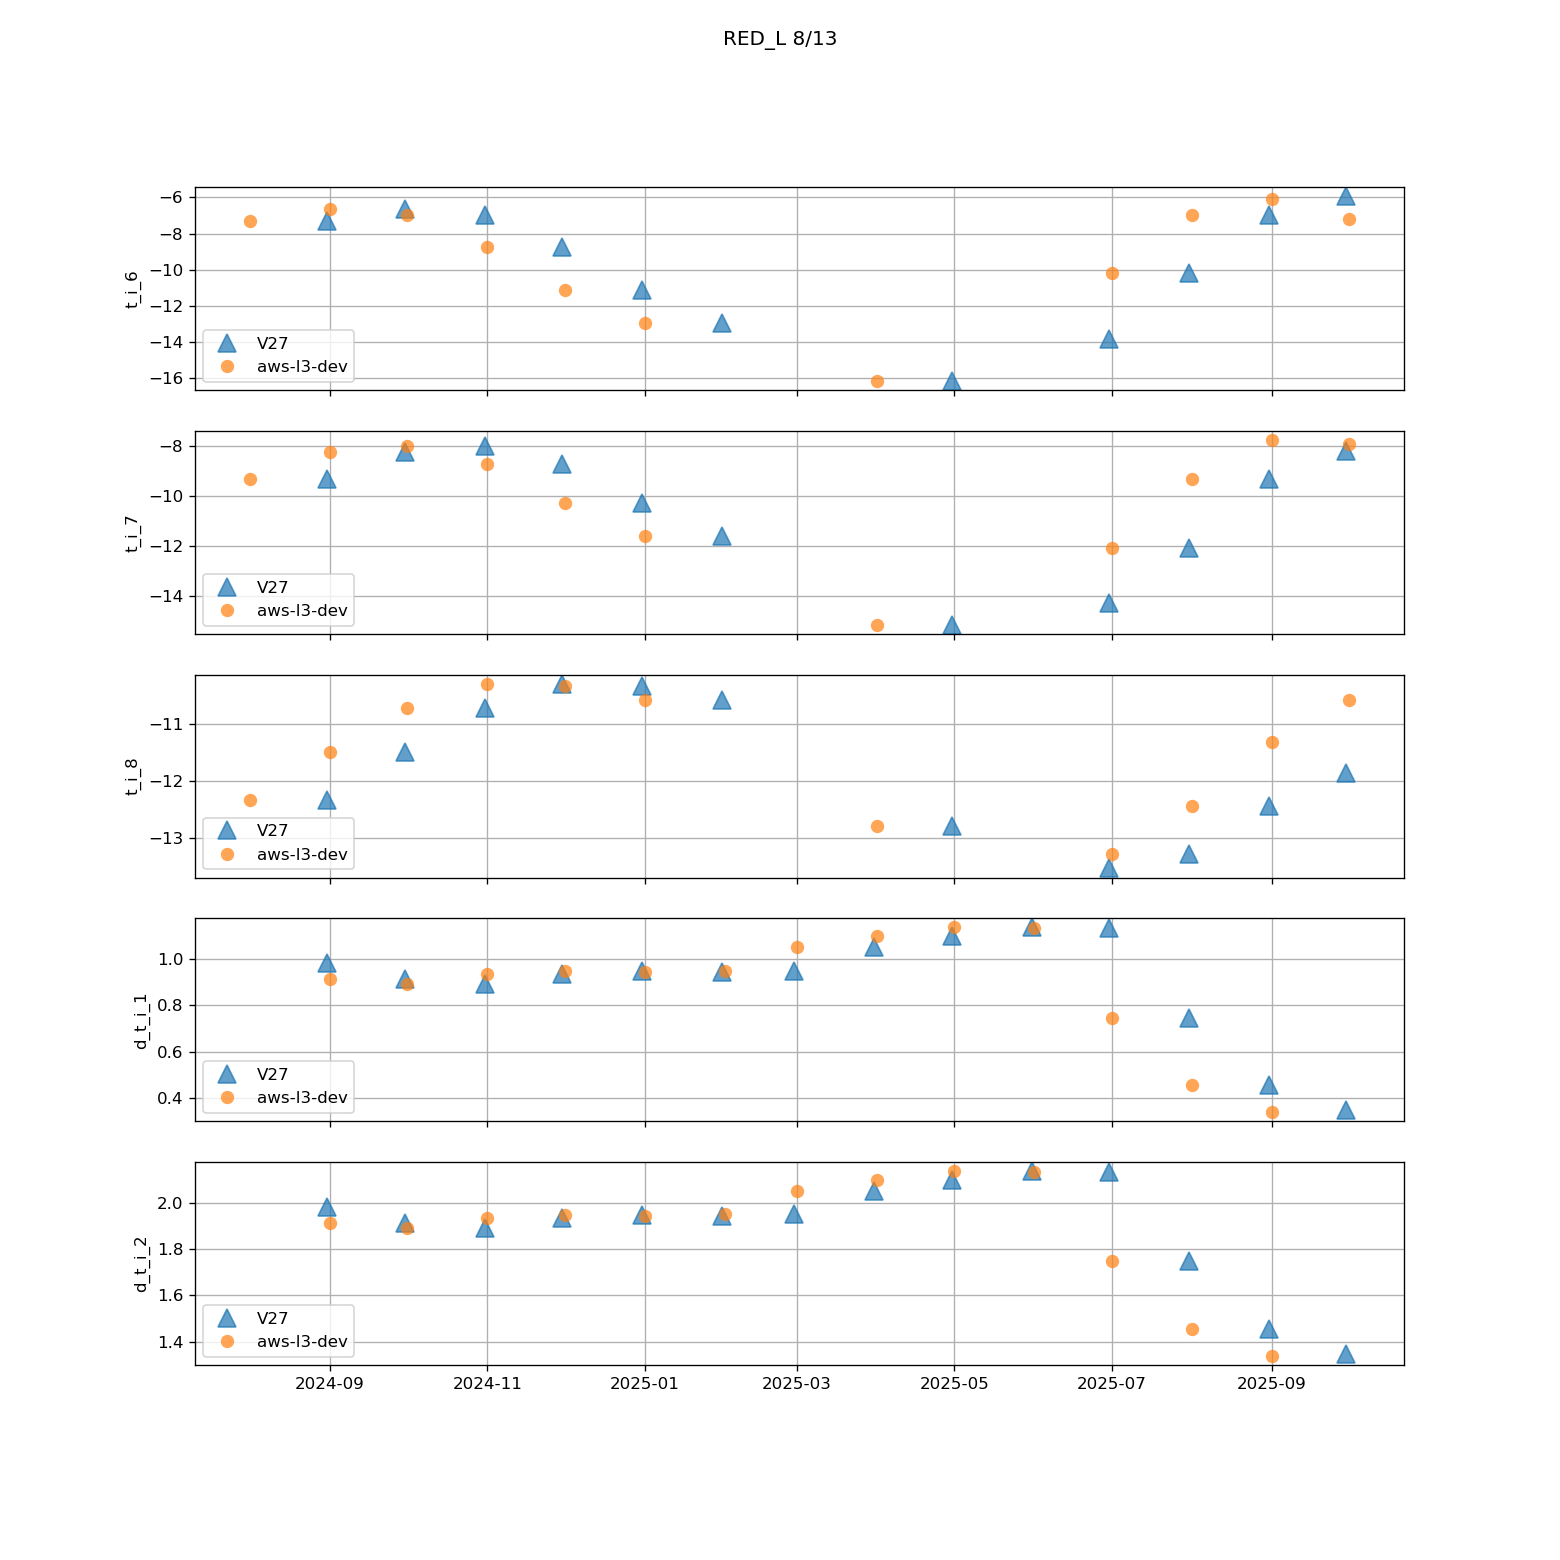 RED_L 8/13
−6
−8
−10
−12
−14
−16
t_i_6
V27
aws-l3-dev
−8
−10
−12
−14
t_i_7
V27
aws-l3-dev
−11
−12
−13
t_i_8
V27
aws-l3-dev
1.0
0.8
0.6
0.4
d_t_i_1
V27
aws-l3-dev
2.0
1.8
1.6
1.4
d_t_i_2
V27
aws-l3-dev
2024-09 2024-11 2025-01 2025-03 2025-05 2025-07 2025-09